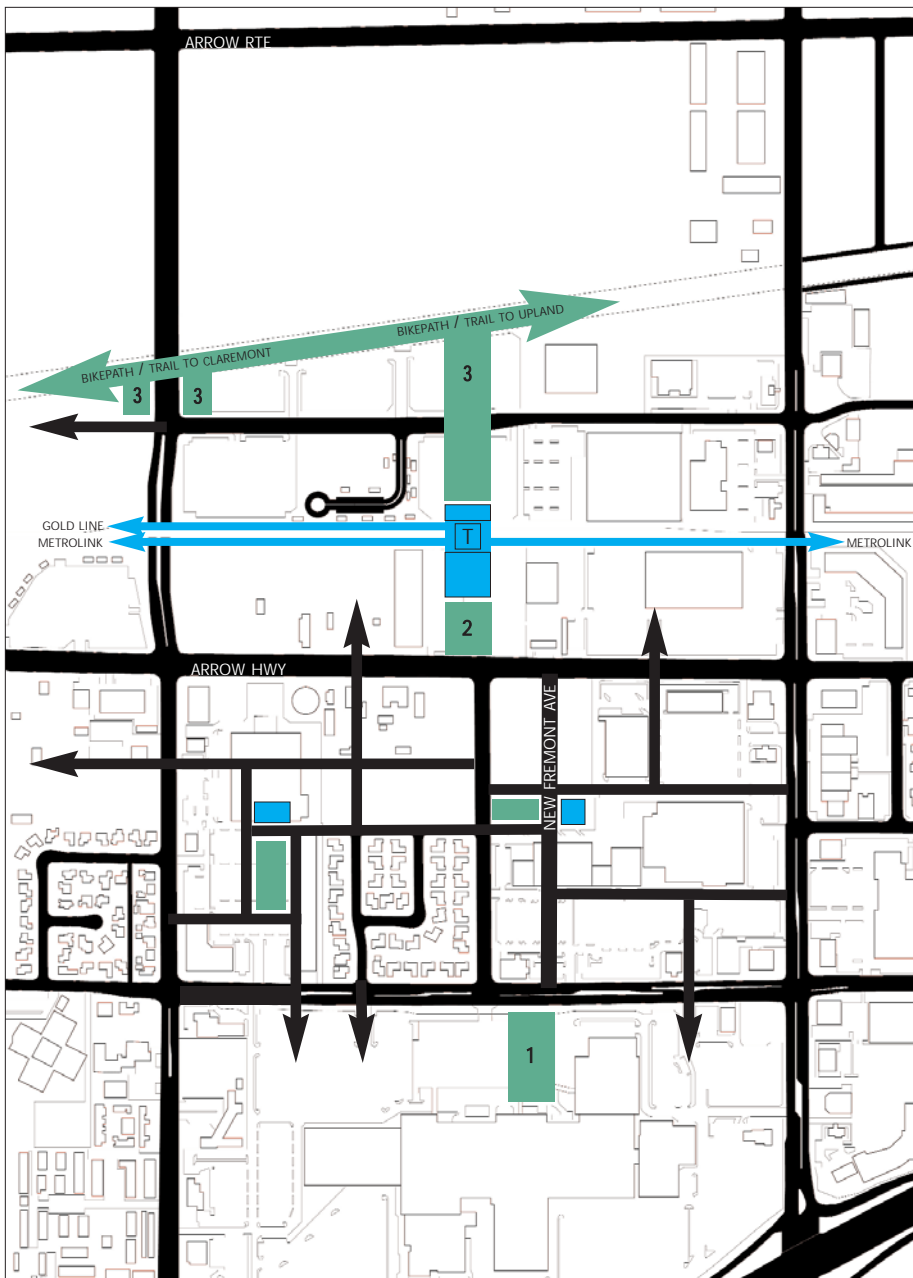 ARROW RTE
BIKEPATH / TRAIL TO UPLAND
BIKEPATH / TRAIL TO CLAREMONT
3
3
3
GOLD LINE
T
METROLINK
METROLINK
2
ARROW HWY
NEW FREMONT AVE
1